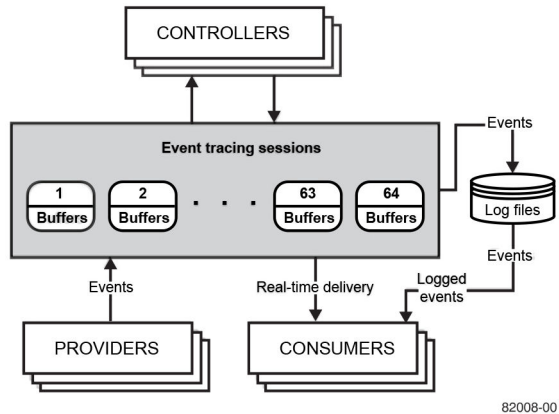 CONTROLLERS
Events
Event tracing sessions
1
2
. . .
63
64
Buffers
Buffers
Buffers
Buffers
Log files
Events
Events
Real-time delivery
Logged
events
PROVIDERS
CONSUMERS
82008-00